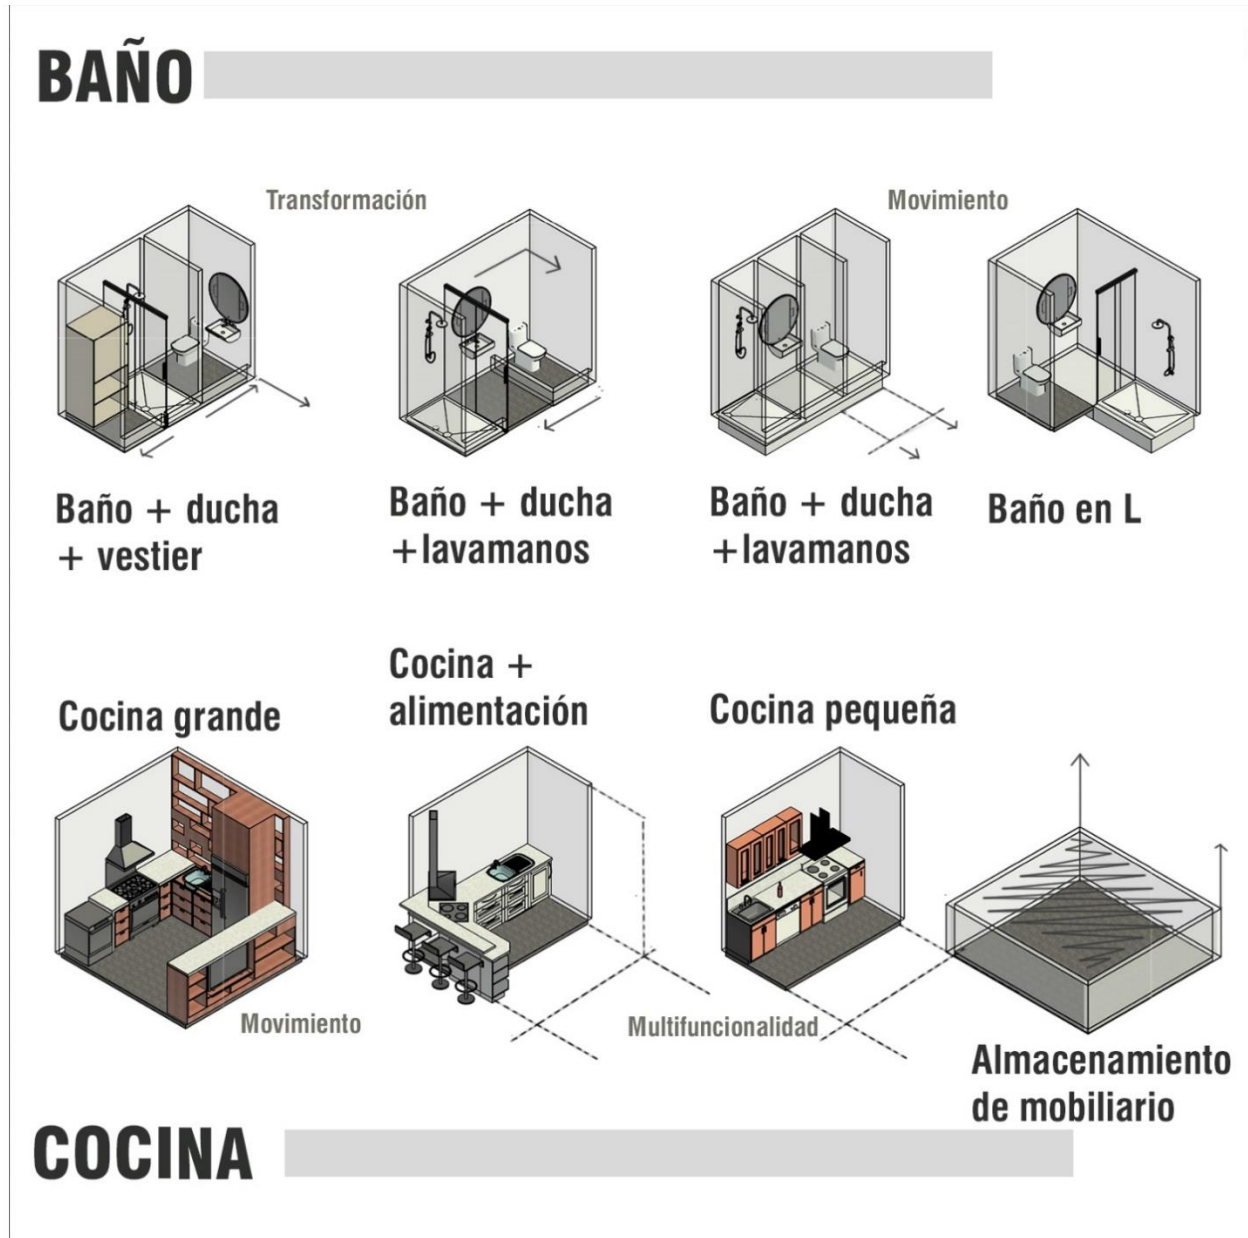 BAÑO
Transformación
Movimiento
Baño + ducha
+ vestier
Baño + ducha
+lavamanos
Baño + ducha
+lavamanos
Baño en L
Cocina grande
Cocina +
alimentación
Cocina pequeña
Movimiento
Multifuncionalidad
Almacenamiento
de mobiliario
COCINA